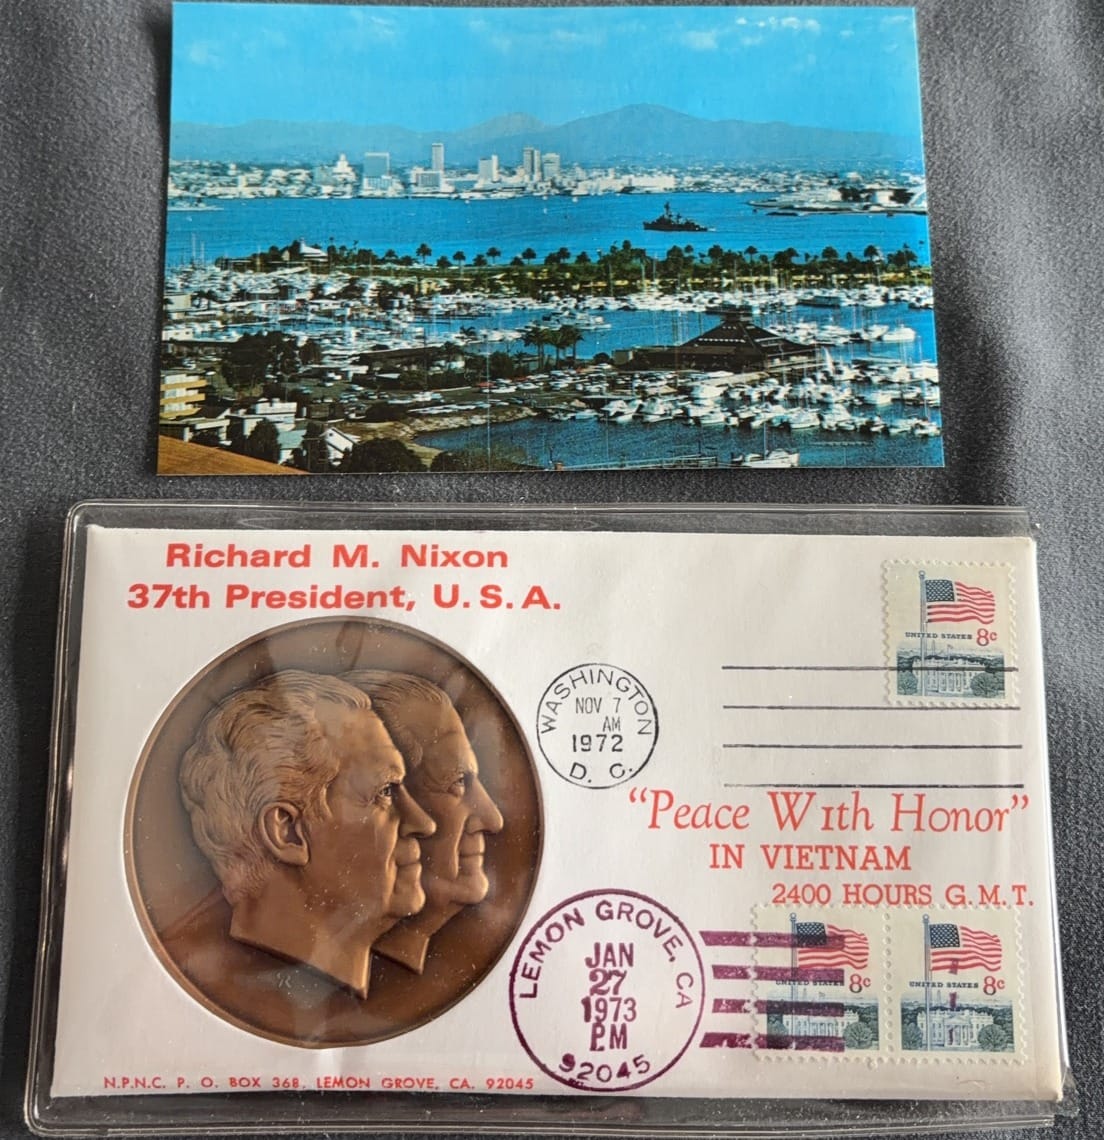 Richard M. Nixon
37th President, U.S.A.
UNITED STATES 8c
WASHINGTON
NOV 7
AM
1972
D. C.
"Peace With Honor"
IN VIETNAM
2400 HOURS G.M.T.
LEMON GROVE, CA
JAN
27
1973
PM
92045
UNITED STATES 8c
UNITED STATES 8c
N.P.N.C. P. O. BOX 368, LEMON GROVE, CA. 92045